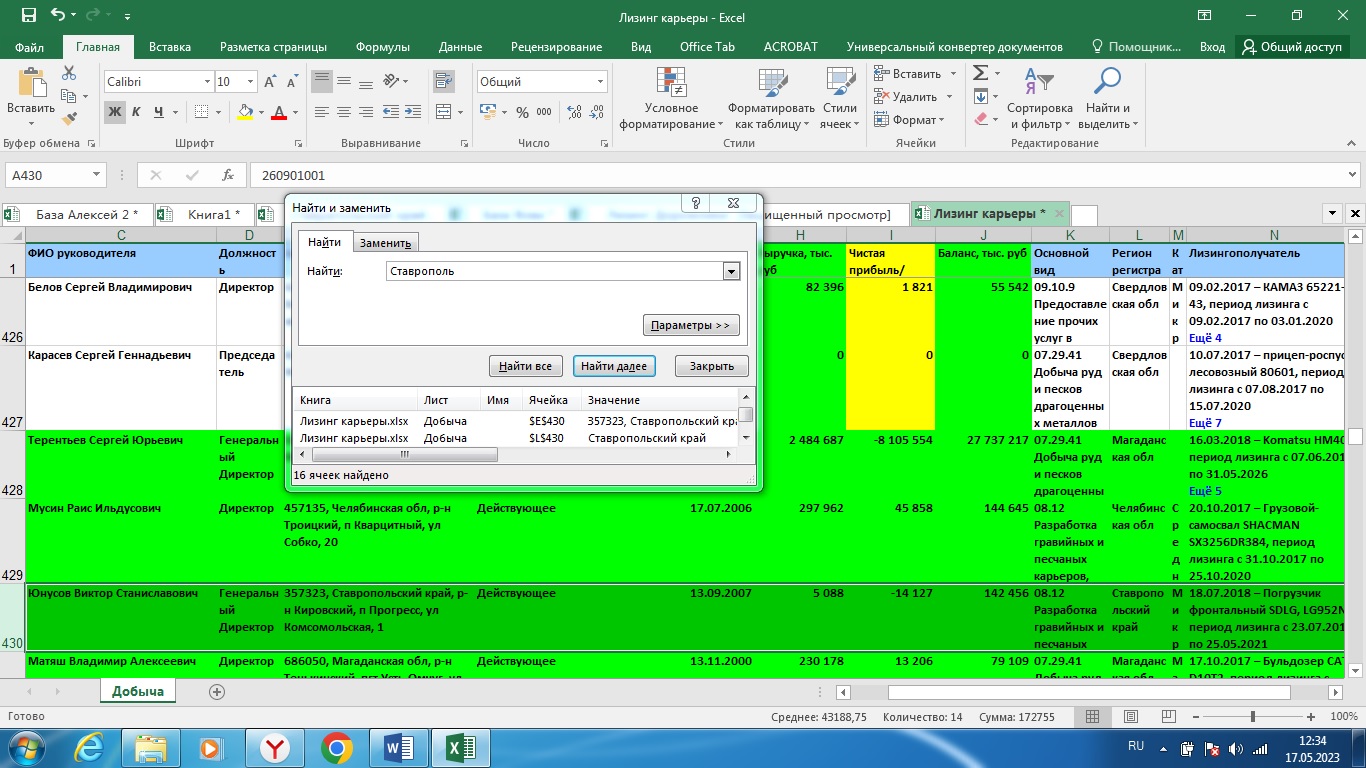 Лизинг карьеры - Excel
Файл Главная Вставка Разметка страницы Формулы Данные Рецензирование Вид Office Tab ACROBAT Универсальный конвертер документов Помощник... Вход Общий доступ
Вставить
Calibri 10
Ж К Ч
Общий
% 000
Условное форматирование
Форматировать как таблицу
Стили ячеек
Вставить
Удалить
Формат
Сортировка и фильтр
Найти и выделить
Буфер обмена Шрифт Выравнивание Число Стили Ячейки Редактирование
A430 fx 260901001
База Алексей 2 * Книга1 * щищенный просмотр] Лизинг карьеры *
C D H I J K L M N
1 ФИО руководителя Должность ыручка, тыс. уб Чистая прибыль/ Баланс, тыс. руб Основной вид Регион регистра Кат Лизингополучатель
426 Белов Сергей Владимирович Директор 82 396 1 821 55 542 09.10.9 Предоставление прочих услуг в Свердловская обл Микр 09.02.2017 – КАМАЗ 65221-43, период лизинга с 09.02.2017 по 03.01.2020 Ещё 4
427 Карасев Сергей Геннадьевич Председатель 0 0 0 07.29.41 Добыча руд и песков драгоценных металлов Свердловская обл 10.07.2017 – прицеп-роспус лесовозный 80601, период лизинга с 07.08.2017 по 15.07.2020 Ещё 7
428 Терентьев Сергей Юрьевич Генеральный Директор 2 484 687 -8 105 554 27 737 217 07.29.41 Добыча руд и песков драгоценны Магаданская обл 16.03.2018 – Komatsu HM40 период лизинга с 07.06.201 по 31.05.2026 Ещё 5
429 Мусин Раис Ильдусович Директор 457135, Челябинская обл, р-н Троицкий, п Кварцитный, ул Собко, 20 Действующее 17.07.2006 297 962 45 858 144 645 08.12 Разработка гравийных и песчаных карьеров, Челябинская обл Средн 20.10.2017 – Грузовой-самосвал SHACMAN SX3256DR384, период лизинга с 31.10.2017 по 25.10.2020
430 Юнусов Виктор Станиславович Генеральный Директор 357323, Ставропольский край, р-н Кировский, п Прогресс, ул Комсомольская, 1 Действующее 13.09.2007 5 088 -14 127 142 456 08.12 Разработка гравийных и песчаных Ставропольский край Микр 18.07.2018 – Погрузчик фронтальный SDLG, LG952N период лизинга с 23.07.201 по 25.05.2021
Матяш Владимир Алексеевич Директор 686050, Магаданская обл, р-н Действующее 13.11.2000 230 178 13 206 79 109 07.29.41 Магаданс М 17.10.2017 – Бульдозер CAT
Найти и заменить
Найти Заменить
Найти: Ставрополь
Параметры >>
Найти все Найти далее Закрыть
Книга Лист Имя Ячейка Значение
Лизинг карьеры.xlsx Добыча $E$430 357323, Ставропольский кра
Лизинг карьеры.xlsx Добыча $L$430 Ставропольский край
16 ячеек найдено
Добыча
Готово Среднее: 43188,75 Количество: 14 Сумма: 172755 100%
RU 12:34
17.05.2023